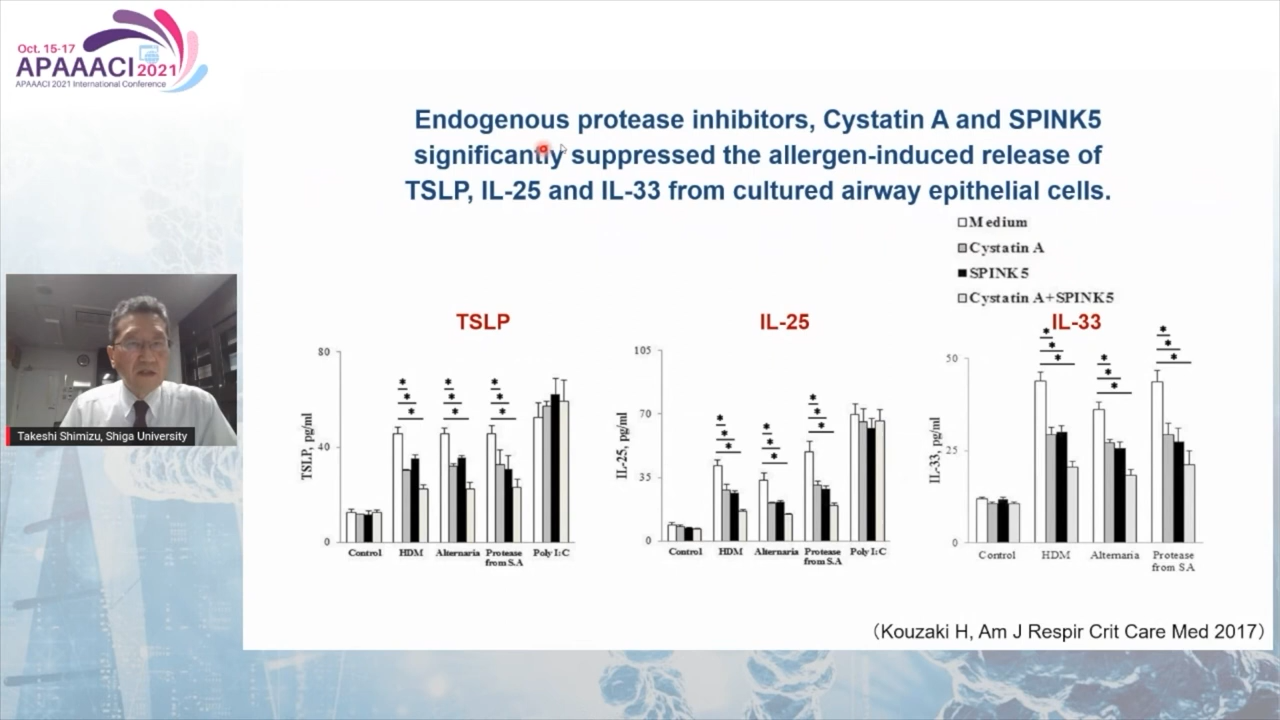 Oct. 15-17
APAAACI 2021
APAAACI 2021 International Conference
Endogenous protease inhibitors, Cystatin A and SPINK5
significantly suppressed the allergen-induced release of
TSLP, IL-25 and IL-33 from cultured airway epithelial cells.
Medium
Cystatin A
SPINK5
Cystatin A+SPINK5
TSLP
80
40
0
TSLP, pg/ml
* * *
* * *
* * *
Control
HDM
Alternaria
Protease
from S.A
Poly I:C
IL-25
105
70
35
0
IL-25, pg/ml
* * *
* * *
* * *
Control
HDM
Alternaria
Protease
from S.A
Poly I:C
IL-33
50
25
0
IL-33, pg/ml
* * *
* * *
* * *
Control
HDM
Alternaria
Protease
from S.A
Takeshi Shimizu, Shiga University
(Kouzaki H, Am J Respir Crit Care Med 2017)